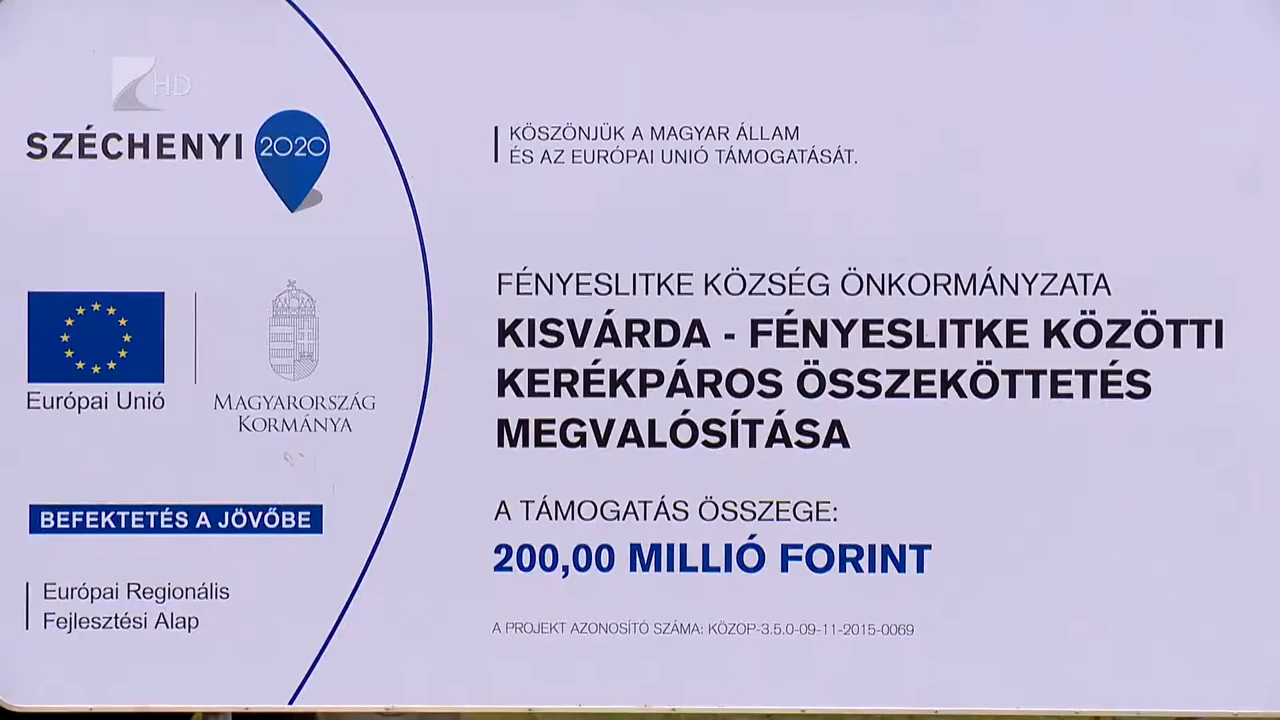 HD
SZÉCHENYI 2020
KÖSZÖNJÜK A MAGYAR ÁLLAM
ÉS AZ EURÓPAI UNIÓ TÁMOGATÁSÁT.
FÉNYESLITKE KÖZSÉG ÖNKORMÁNYZATA
KISVÁRDA - FÉNYESLITKE KÖZÖTTI
KERÉKPÁROS ÖSSZEKÖTTETÉS
MEGVALÓSÍTÁSA
Európai Unió
MAGYARORSZÁG
KORMÁNYA
A TÁMOGATÁS ÖSSZEGE:
200,00 MILLIÓ FORINT
BEFEKTETÉS A JÖVŐBE
Európai Regionális
Fejlesztési Alap
A PROJEKT AZONOSÍTÓ SZÁMA: KÖZOP-3.5.0-09-11-2015-0069